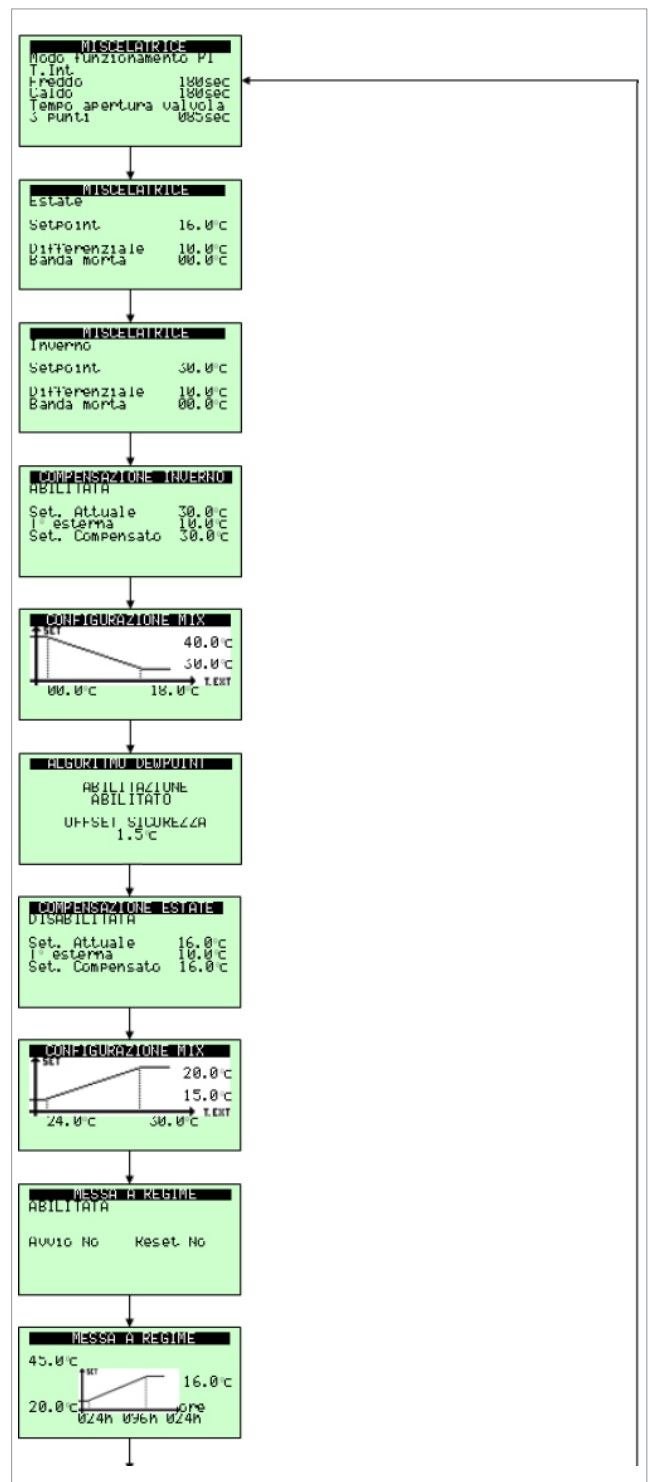 MISCELATRICE
Modo funzionamento PI
T.Int
Freddo 180sec
Caldo 180sec
Tempo apertura valvola
3 punti 085sec
MISCELATRICE
Estate
Setpoint 16.0°C
Differenziale 10.0°C
Banda morta 00.0°C
MISCELATRICE
Inverno
Setpoint 30.0°C
Differenziale 10.0°C
Banda morta 00.0°C
COMPENSAZIONE INVERNO
ABILITATA
Set. Attuale 30.0°C
T° esterna 10.0°C
Set. Compensato 30.0°C
CONFIGURAZIONE MIX
SET
40.0°C
30.0°C
T.EXT
00.0°C 18.0°C
ALGORITMO DEWPOINT
ABILITAZIONE
ABILITATO
OFFSET SICUREZZA
1.5°C
COMPENSAZIONE ESTATE
DISABILITATA
Set. Attuale 16.0°C
T° esterna 10.0°C
Set. Compensato 16.0°C
CONFIGURAZIONE MIX
SET
20.0°C
15.0°C
T.EXT
24.0°C 30.0°C
MESSA A REGIME
ABILITATA
Avvio No Reset No
MESSA A REGIME
45.0°C
SET
16.0°C
20.0°C ore
024h 096h 024h